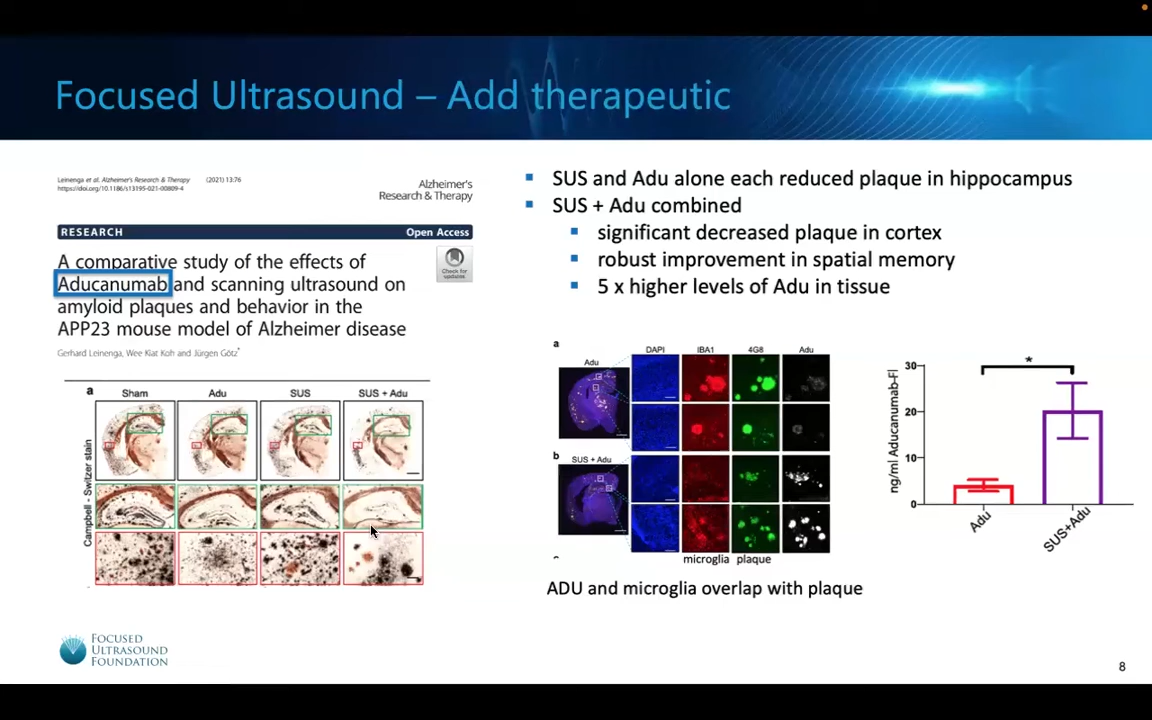 Focused Ultrasound – Add therapeutic
Leinenga et al. Alzheimer's Research & Therapy (2021) 13:76
https://doi.org/10.1186/s13195-021-00809-4
Alzheimer's
Research & Therapy
RESEARCH
Open Access
Check for
updates
A comparative study of the effects of
Aducanumab and scanning ultrasound on
amyloid plaques and behavior in the
APP23 mouse model of Alzheimer disease
Gerhard Leinenga, Wee Kiat Koh and Jürgen Götz*
a
Sham Adu SUS SUS + Adu
Campbell - Switzer stain
SUS and Adu alone each reduced plaque in hippocampus
SUS + Adu combined
significant decreased plaque in cortex
robust improvement in spatial memory
5 x higher levels of Adu in tissue
a
Adu
DAPI IBA1 4G8 Adu
b
SUS + Adu
microglia plaque
ADU and microglia overlap with plaque
ng/ml Aducanumab-Fl
30
20
10
0
*
Adu
SUS+Adu
FOCUSED
ULTRASOUND
FOUNDATION
8